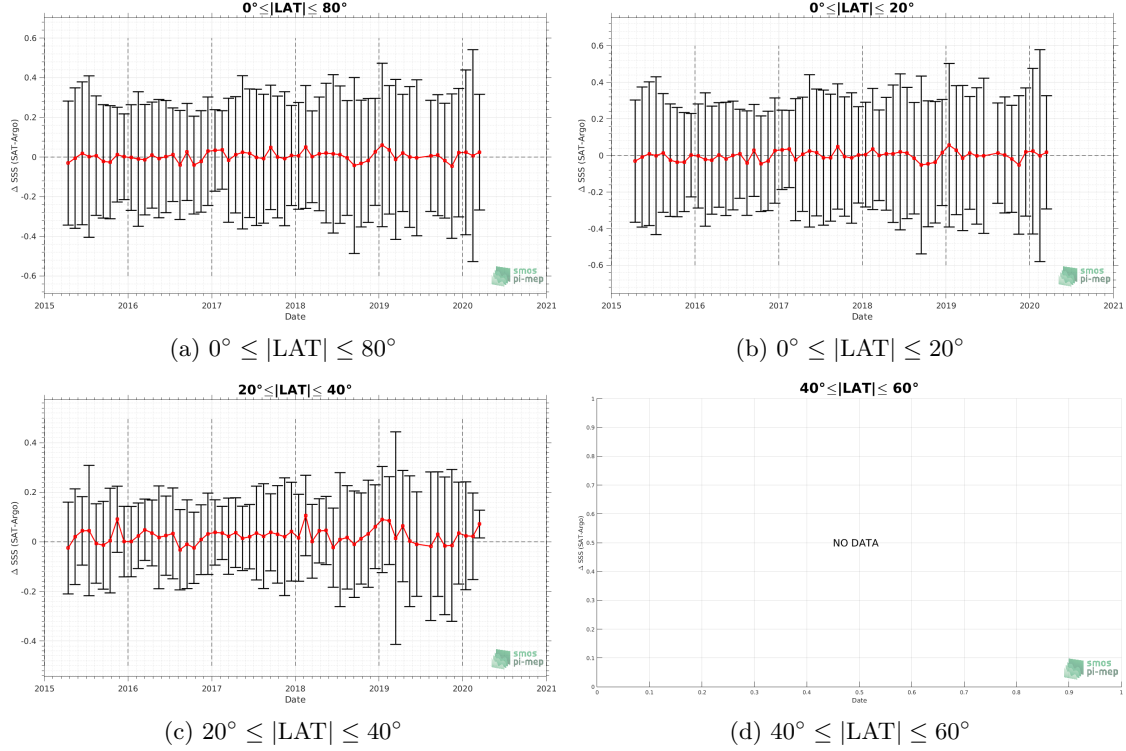 0°≤|LAT|≤ 80°
Δ SSS (SAT-Argo)
0.6
0.4
0.2
0
-0.2
-0.4
-0.6
2015 2016 2017 2018 2019 2020 2021
Date
smos
pi-mep
(a) 0° ≤ |LAT| ≤ 80°
0°≤|LAT|≤ 20°
Δ SSS (SAT-Argo)
0.6
0.4
0.2
0
-0.2
-0.4
-0.6
2015 2016 2017 2018 2019 2020 2021
Date
smos
pi-mep
(b) 0° ≤ |LAT| ≤ 20°
20°≤|LAT|≤ 40°
Δ SSS (SAT-Argo)
0.4
0.2
0
-0.2
-0.4
2015 2016 2017 2018 2019 2020 2021
Date
smos
pi-mep
(c) 20° ≤ |LAT| ≤ 40°
40°≤|LAT|≤ 60°
Δ SSS (SAT-Argo)
1
0.9
0.8
0.7
0.6
0.5
0.4
0.3
0.2
0.1
0
NO DATA
0 0.1 0.2 0.3 0.4 0.5 0.6 0.7 0.8 0.9 1
Date
smos
pi-mep
(d) 40° ≤ |LAT| ≤ 60°